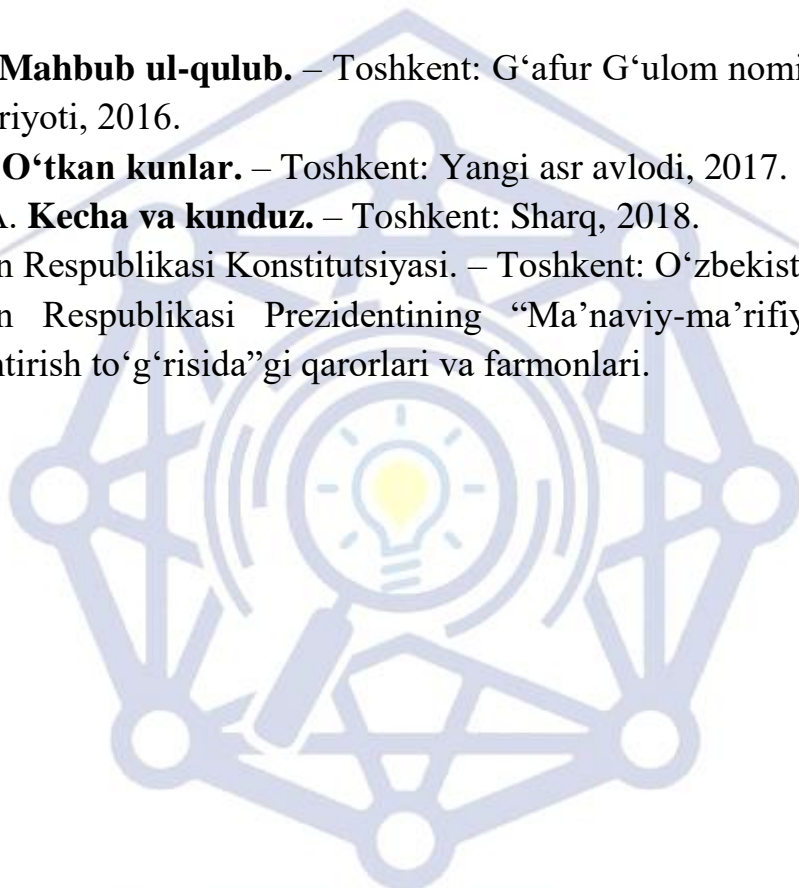 Mahbub ul-qulub. – Toshkent: G‘afur G‘ulom nomi
riyoti, 2016.
O‘tkan kunlar. – Toshkent: Yangi asr avlodi, 2017.
A. Kecha va kunduz. – Toshkent: Sharq, 2018.
n Respublikasi Konstitutsiyasi. – Toshkent: O‘zbekist
n Respublikasi Prezidentining “Ma’naviy-ma’rifiy
ntirish to‘g‘risida”gi qarorlari va farmonlari.